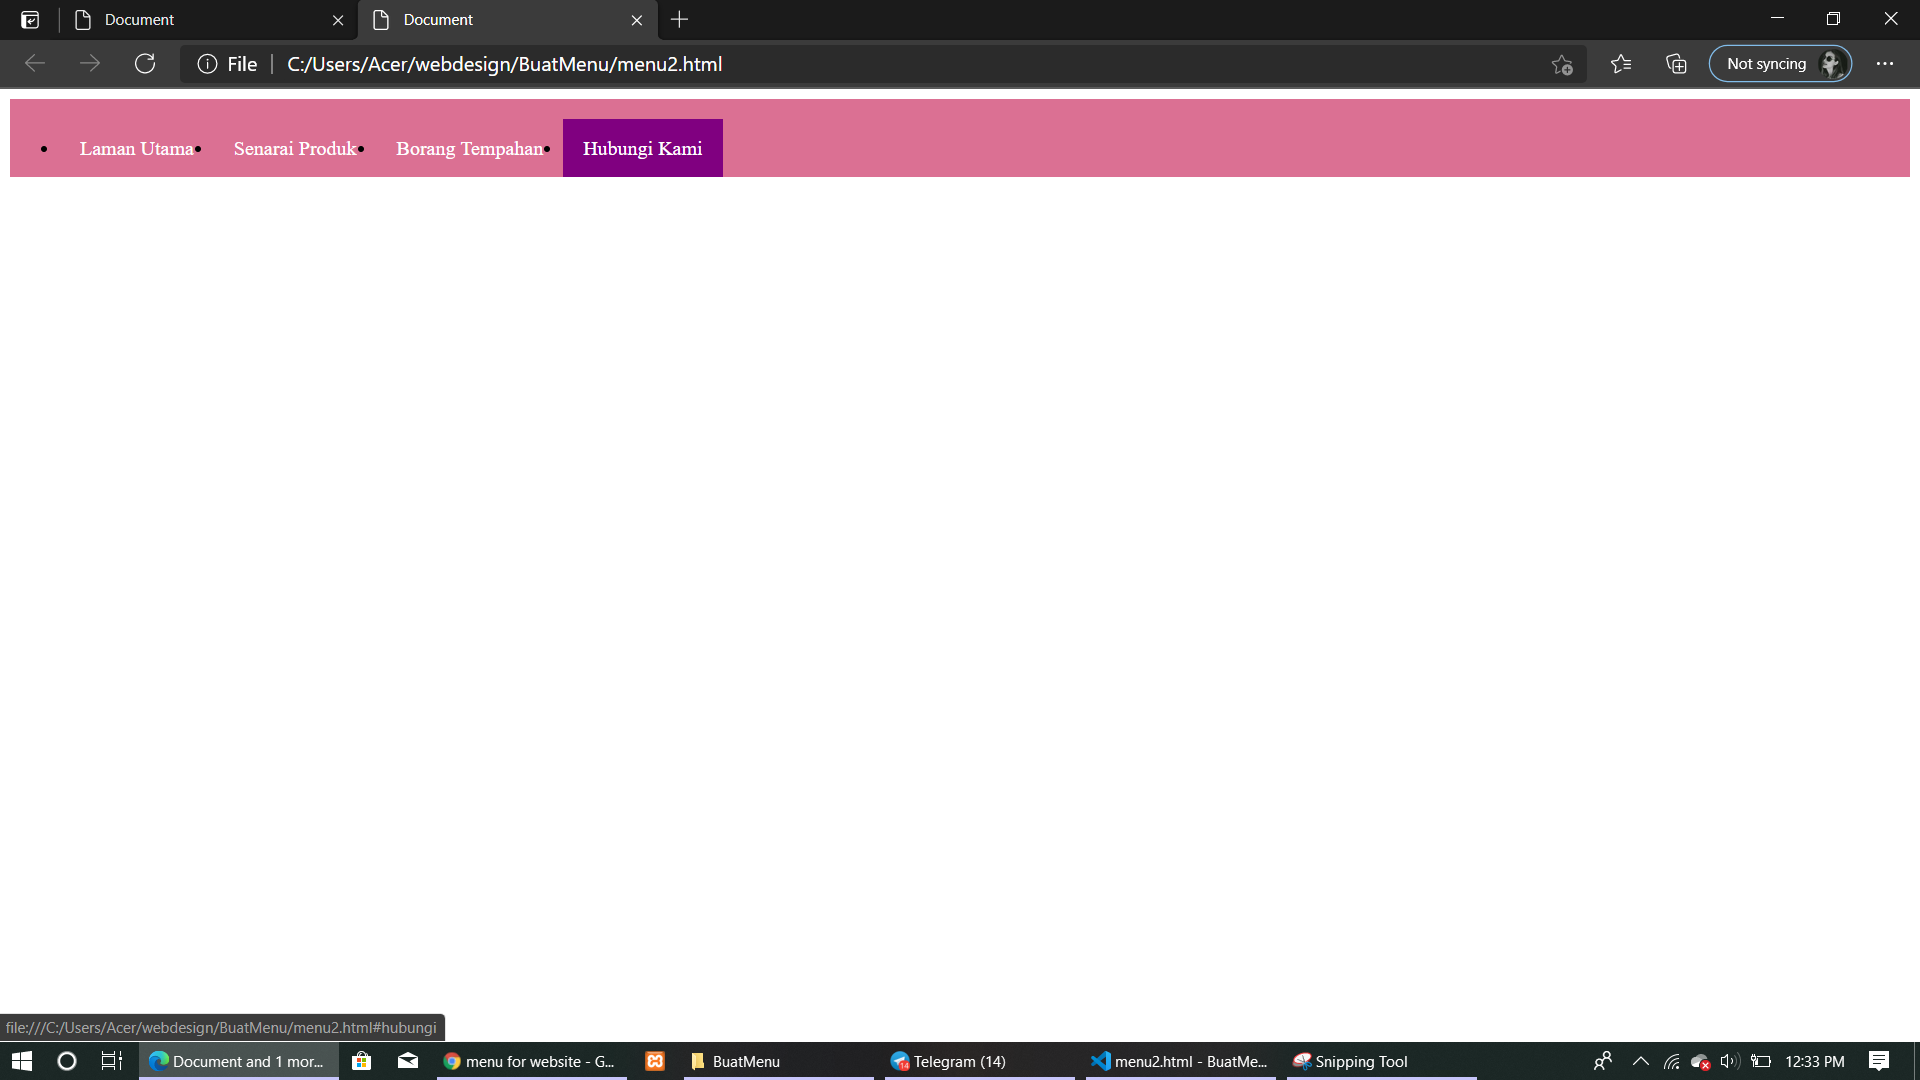 Document
Document
File
C:/Users/Acer/webdesign/BuatMenu/menu2.html
Not syncing
Laman Utama
Senarai Produk
Borang Tempahan
Hubungi Kami
file:///C:/Users/Acer/webdesign/BuatMenu/menu2.html#hubungi
Document and 1 mor...
menu for website - G...
BuatMenu
14
Telegram (14)
menu2.html - BuatMe...
Snipping Tool
12:33 PM